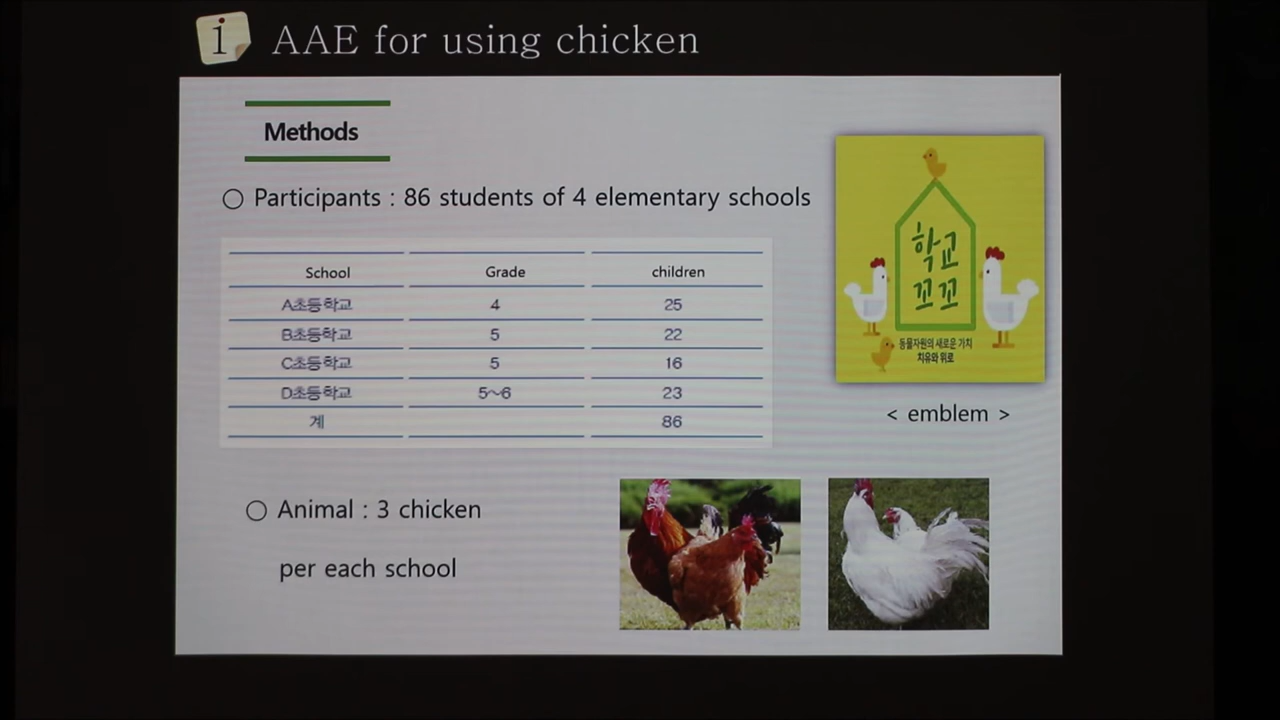 i AAE for using chicken
Methods
○ Participants : 86 students of 4 elementary schools
School Grade children
A초등학교 4 25
B초등학교 5 22
C초등학교 5 16
D초등학교 5~6 23
계 86
학교
꼬꼬
동물자원의 새로운 가치
치유와 위로
< emblem >
○ Animal : 3 chicken
per each school